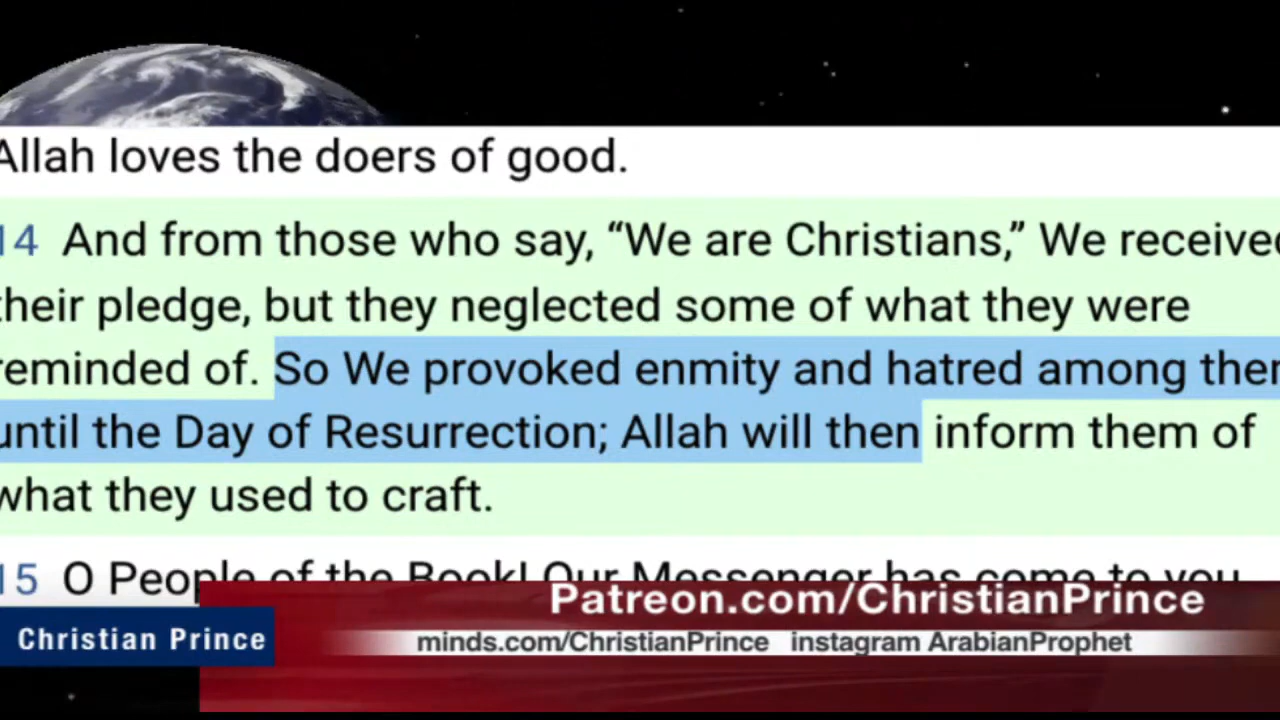 Allah loves the doers of good.
14 And from those who say, “We are Christians,” We received
their pledge, but they neglected some of what they were
reminded of. So We provoked enmity and hatred among them
until the Day of Resurrection; Allah will then inform them of
what they used to craft.
15 O People of the Book! Our Messenger has come to you
Patreon.com/ChristianPrince
Christian Prince
minds.com/ChristianPrince instagram ArabianProphet